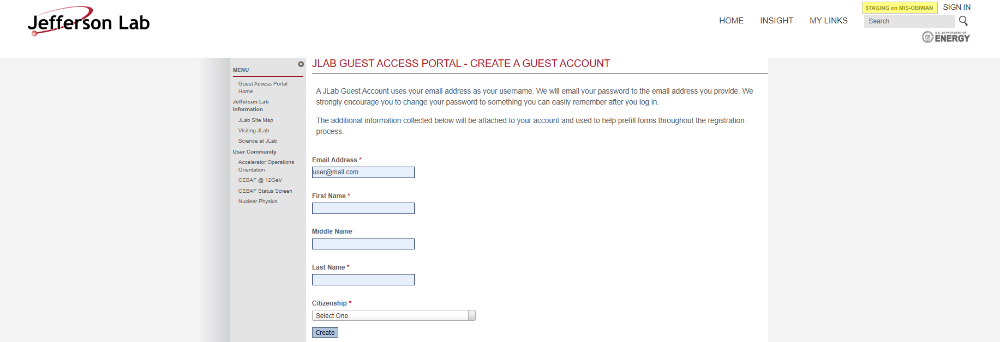 Jefferson Lab
STAGING on MIS-OBIWAN
SIGN IN
HOME
INSIGHT
MY LINKS
Search
U.S. DEPARTMENT OF
ENERGY
MENU
Guest Access Portal
Home
Jefferson Lab
Information
JLab Site Map
Visiting JLab
Science at JLab
User Community
Accelerator Operations
Orientation
CEBAF @ 12GeV
CEBAF Status Screen
Nuclear Physics
JLAB GUEST ACCESS PORTAL - CREATE A GUEST ACCOUNT
A JLab Guest Account uses your email address as your username. We will email your password to the email address you provide. We
strongly encourage you to change your password to something you can easily remember after you log in.
The additional information collected below will be attached to your account and used to help prefill forms throughout the registration
process.
Email Address *
user@mail.com
First Name *
Middle Name
Last Name *
Citizenship *
Select One
Create